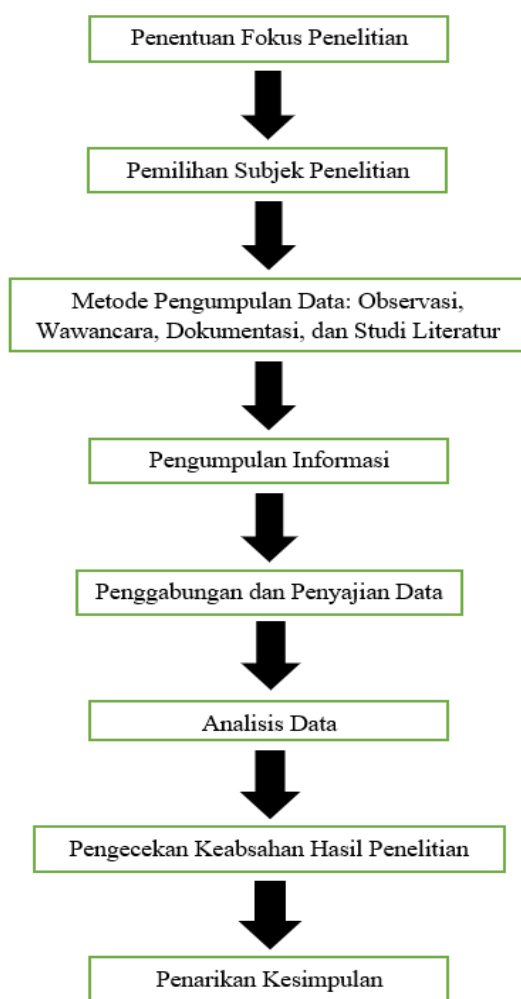 Penentuan Fokus Penelitian
Pemilihan Subjek Penelitian
Metode Pengumpulan Data: Observasi,
Wawancara, Dokumentasi, dan Studi Literatur
Pengumpulan Informasi
Penggabungan dan Penyajian Data
Analisis Data
Pengecekan Keabsahan Hasil Penelitian
Penarikan Kesimpulan